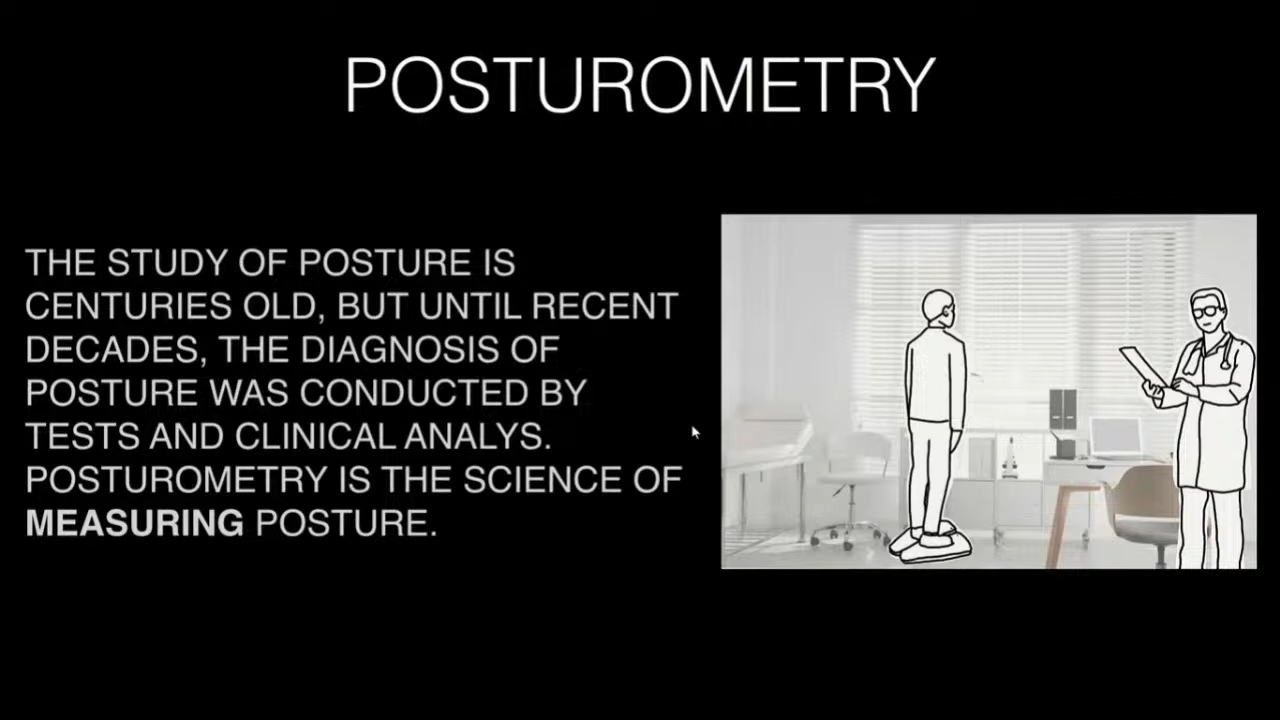 POSTUROMETRY
THE STUDY OF POSTURE IS
CENTURIES OLD, BUT UNTIL RECENT
DECADES, THE DIAGNOSIS OF
POSTURE WAS CONDUCTED BY
TESTS AND CLINICAL ANALYS.
POSTUROMETRY IS THE SCIENCE OF
MEASURING POSTURE.